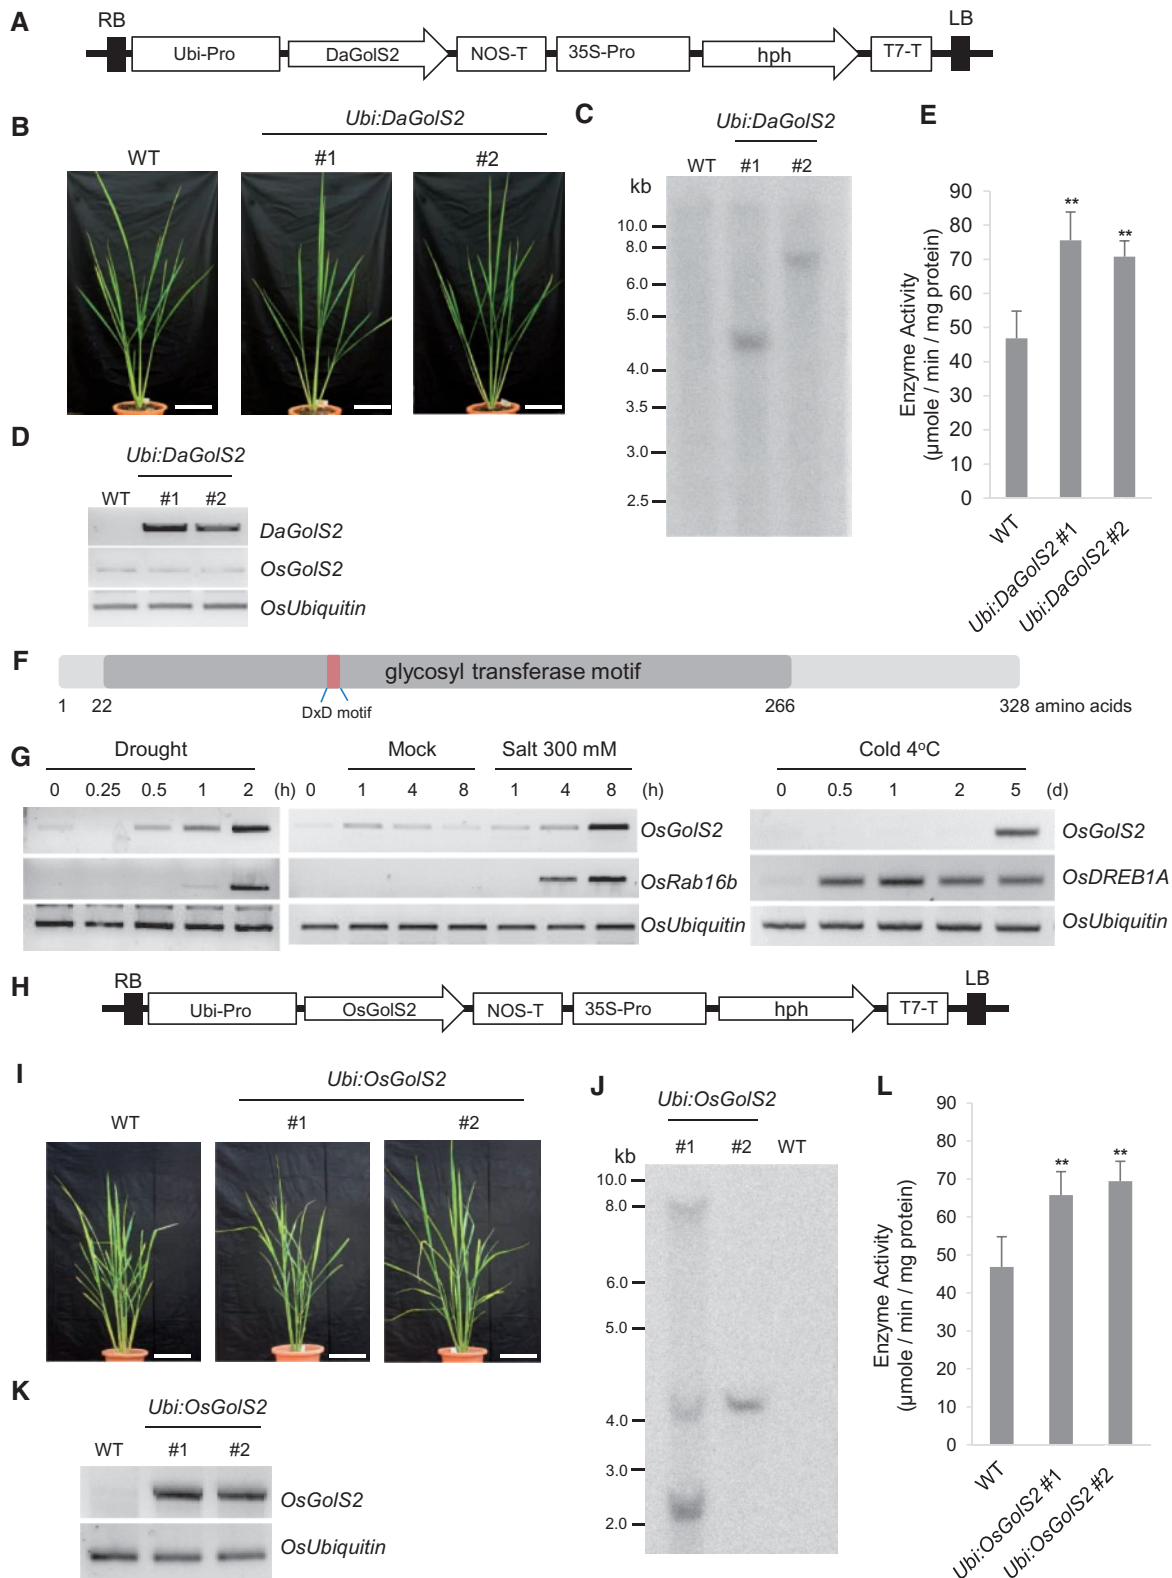 A
RB
LB
Ubi-Pro
DaGolS2
NOS-T
35S-Pro
hph
T7-T
B
Ubi:DaGolS2
WT
#1
#2
C
Ubi:DaGolS2
WT
#1
#2
kb
10.0
8.0
6.0
5.0
4.0
3.5
3.0
2.5
D
Ubi:DaGolS2
WT
#1
#2
DaGolS2
OsGolS2
OsUbiquitin
E
Enzyme Activity
(µmole / min / mg protein)
90
80
70
60
50
40
30
20
10
0
**
**
WT
Ubi:DaGolS2 #1
Ubi:DaGolS2 #2
F
glycosyl transferase motif
DxD motif
1
22
266
328 amino acids
G
Drought
0 0.25 0.5 1 2 (h)
Mock
Salt 300 mM
0 1 4 8 1 4 8 (h)
OsGolS2
OsRab16b
OsUbiquitin
Cold 4°C
0 0.5 1 2 5 (d)
OsGolS2
OsDREB1A
OsUbiquitin
H
RB
LB
Ubi-Pro
OsGolS2
NOS-T
35S-Pro
hph
T7-T
I
Ubi:OsGolS2
WT
#1
#2
J
Ubi:OsGolS2
#1
#2
WT
kb
10.0
8.0
6.0
5.0
4.0
3.0
2.0
K
Ubi:OsGolS2
WT
#1
#2
OsGolS2
OsUbiquitin
L
Enzyme Activity
(µmole / min / mg protein)
90
80
70
60
50
40
30
20
10
0
**
**
WT
Ubi:OsGolS2 #1
Ubi:OsGolS2 #2